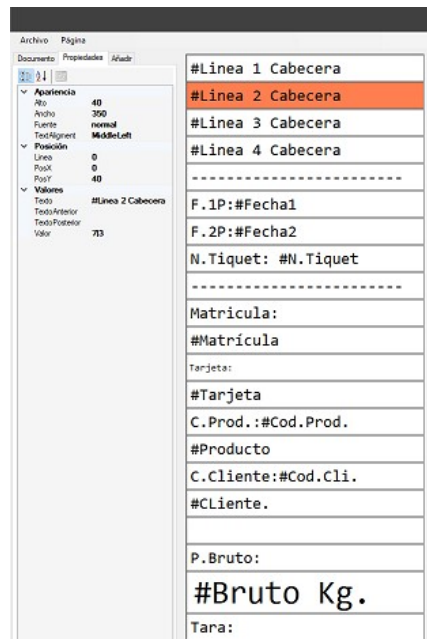 Archivo Página
Documento Propiedades Añadir
Apariencia
Alto 40
Ancho 350
Fuente normal
TextAligment MiddleLeft
Posición
Linea 0
PosX 0
PosY 40
Valores
Texto #Linea 2 Cabecera
TextoAnterior
TextoPosterior
Valor 713
#Linea 1 Cabecera
#Linea 2 Cabecera
#Linea 3 Cabecera
#Linea 4 Cabecera
------------------------
F.1P:#Fecha1
F.2P:#Fecha2
N.Tiquet: #N.Tiquet
------------------------
Matricula:
#Matrícula
Tarjeta:
#Tarjeta
C.Prod.:#Cod.Prod.
#Producto
C.Cliente:#Cod.Cli.
#CLiente.
P.Bruto:
#Bruto Kg.
Tara: